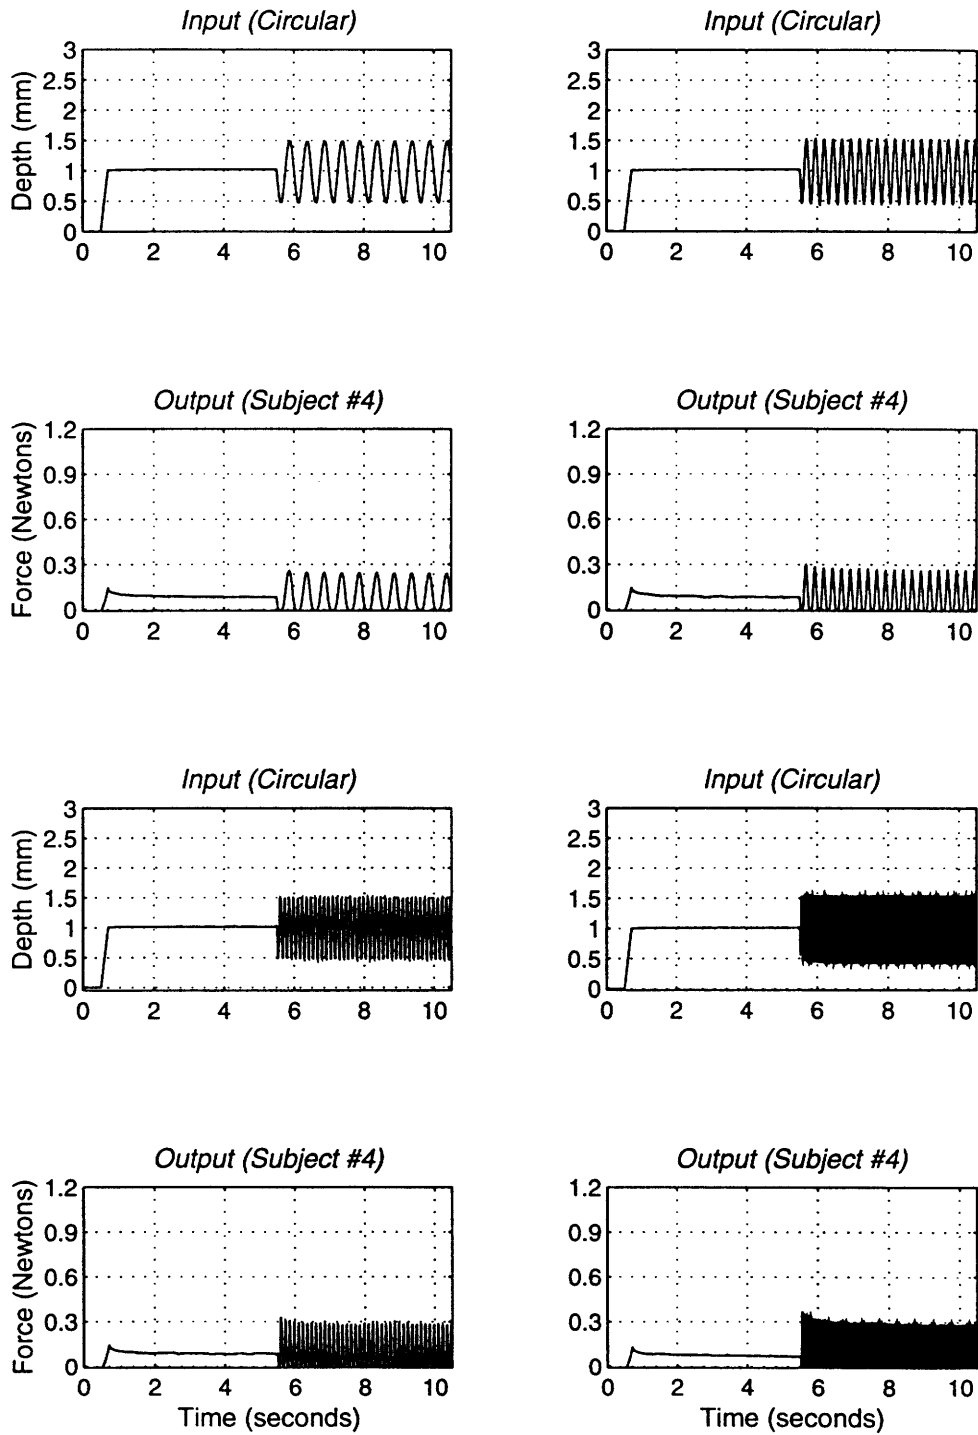 Input (Circular)
Input (Circular)
Depth (mm)
3
2.5
2
1.5
1
0.5
0
0 2 4 6 8 10
3
2.5
2
1.5
1
0.5
0
0 2 4 6 8 10
Output (Subject #4)
Output (Subject #4)
Force (Newtons)
1.2
0.9
0.6
0.3
0
0 2 4 6 8 10
1.2
0.9
0.6
0.3
0
0 2 4 6 8 10
Input (Circular)
Input (Circular)
Depth (mm)
3
2.5
2
1.5
1
0.5
0
0 2 4 6 8 10
3
2.5
2
1.5
1
0.5
0
0 2 4 6 8 10
Output (Subject #4)
Output (Subject #4)
Force (Newtons)
1.2
0.9
0.6
0.3
0
0 2 4 6 8 10
Time (seconds)
1.2
0.9
0.6
0.3
0
0 2 4 6 8 10
Time (seconds)